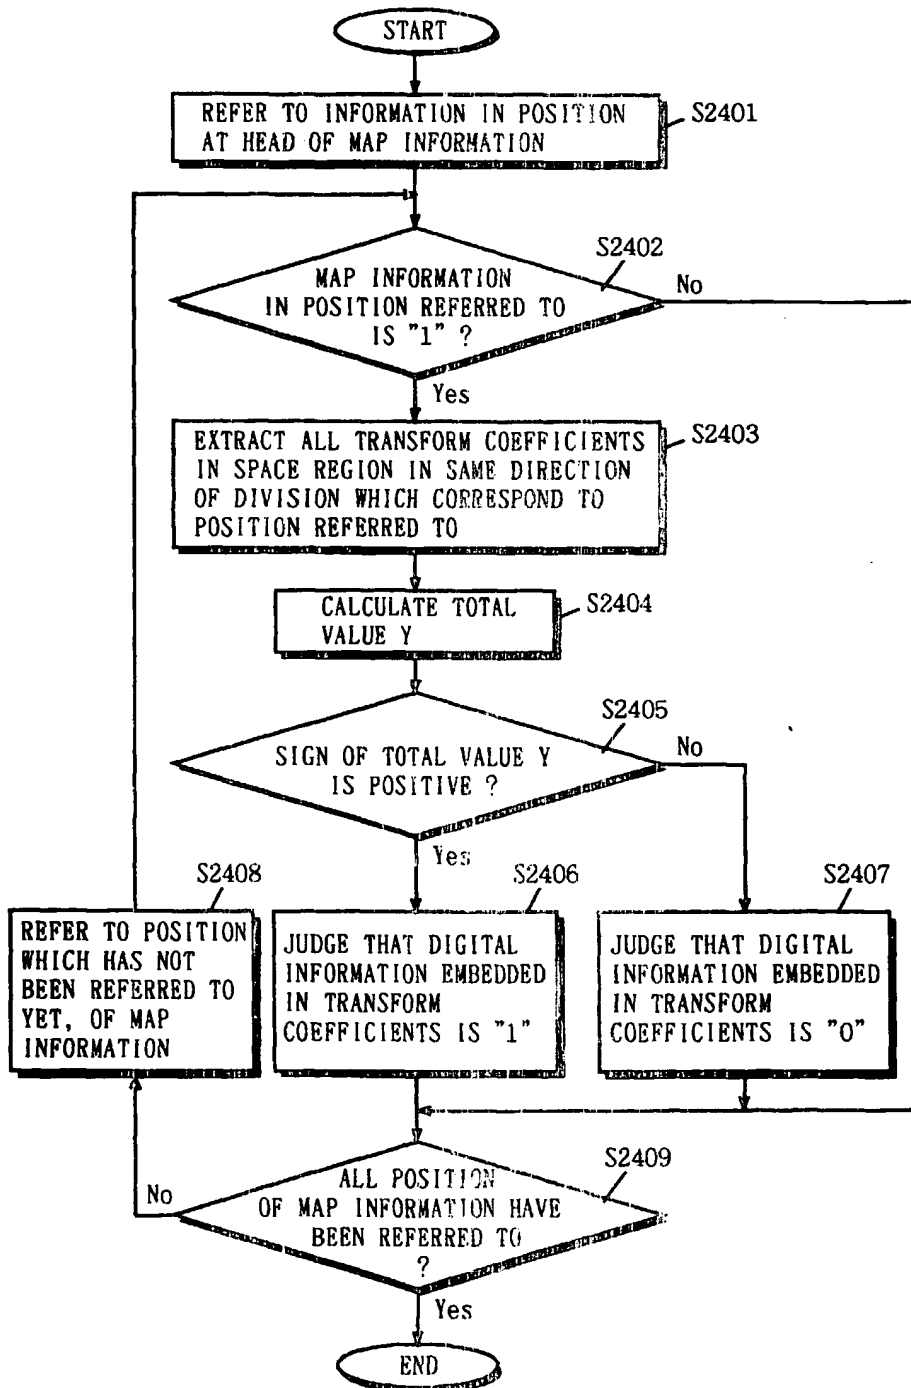 START
REFER TO INFORMATION IN POSITION
AT HEAD OF MAP INFORMATION
S2401
MAP INFORMATION
IN POSITION REFERRED TO
IS "1" ?
S2402
No
Yes
EXTRACT ALL TRANSFORM COEFFICIENTS
IN SPACE REGION IN SAME DIRECTION
OF DIVISION WHICH CORRESPOND TO
POSITION REFERRED TO
S2403
CALCULATE TOTAL
VALUE Y
S2404
SIGN OF TOTAL VALUE Y
IS POSITIVE ?
S2405
No
Yes
S2408
REFER TO POSITION
WHICH HAS NOT
BEEN REFERRED TO
YET, OF MAP
INFORMATION
S2406
JUDGE THAT DIGITAL
INFORMATION EMBEDDED
IN TRANSFORM
COEFFICIENTS IS "1"
S2407
JUDGE THAT DIGITAL
INFORMATION EMBEDDED
IN TRANSFORM
COEFFICIENTS IS "0"
ALL POSITION
OF MAP INFORMATION HAVE
BEEN REFERRED TO
?
S2409
No
Yes
END